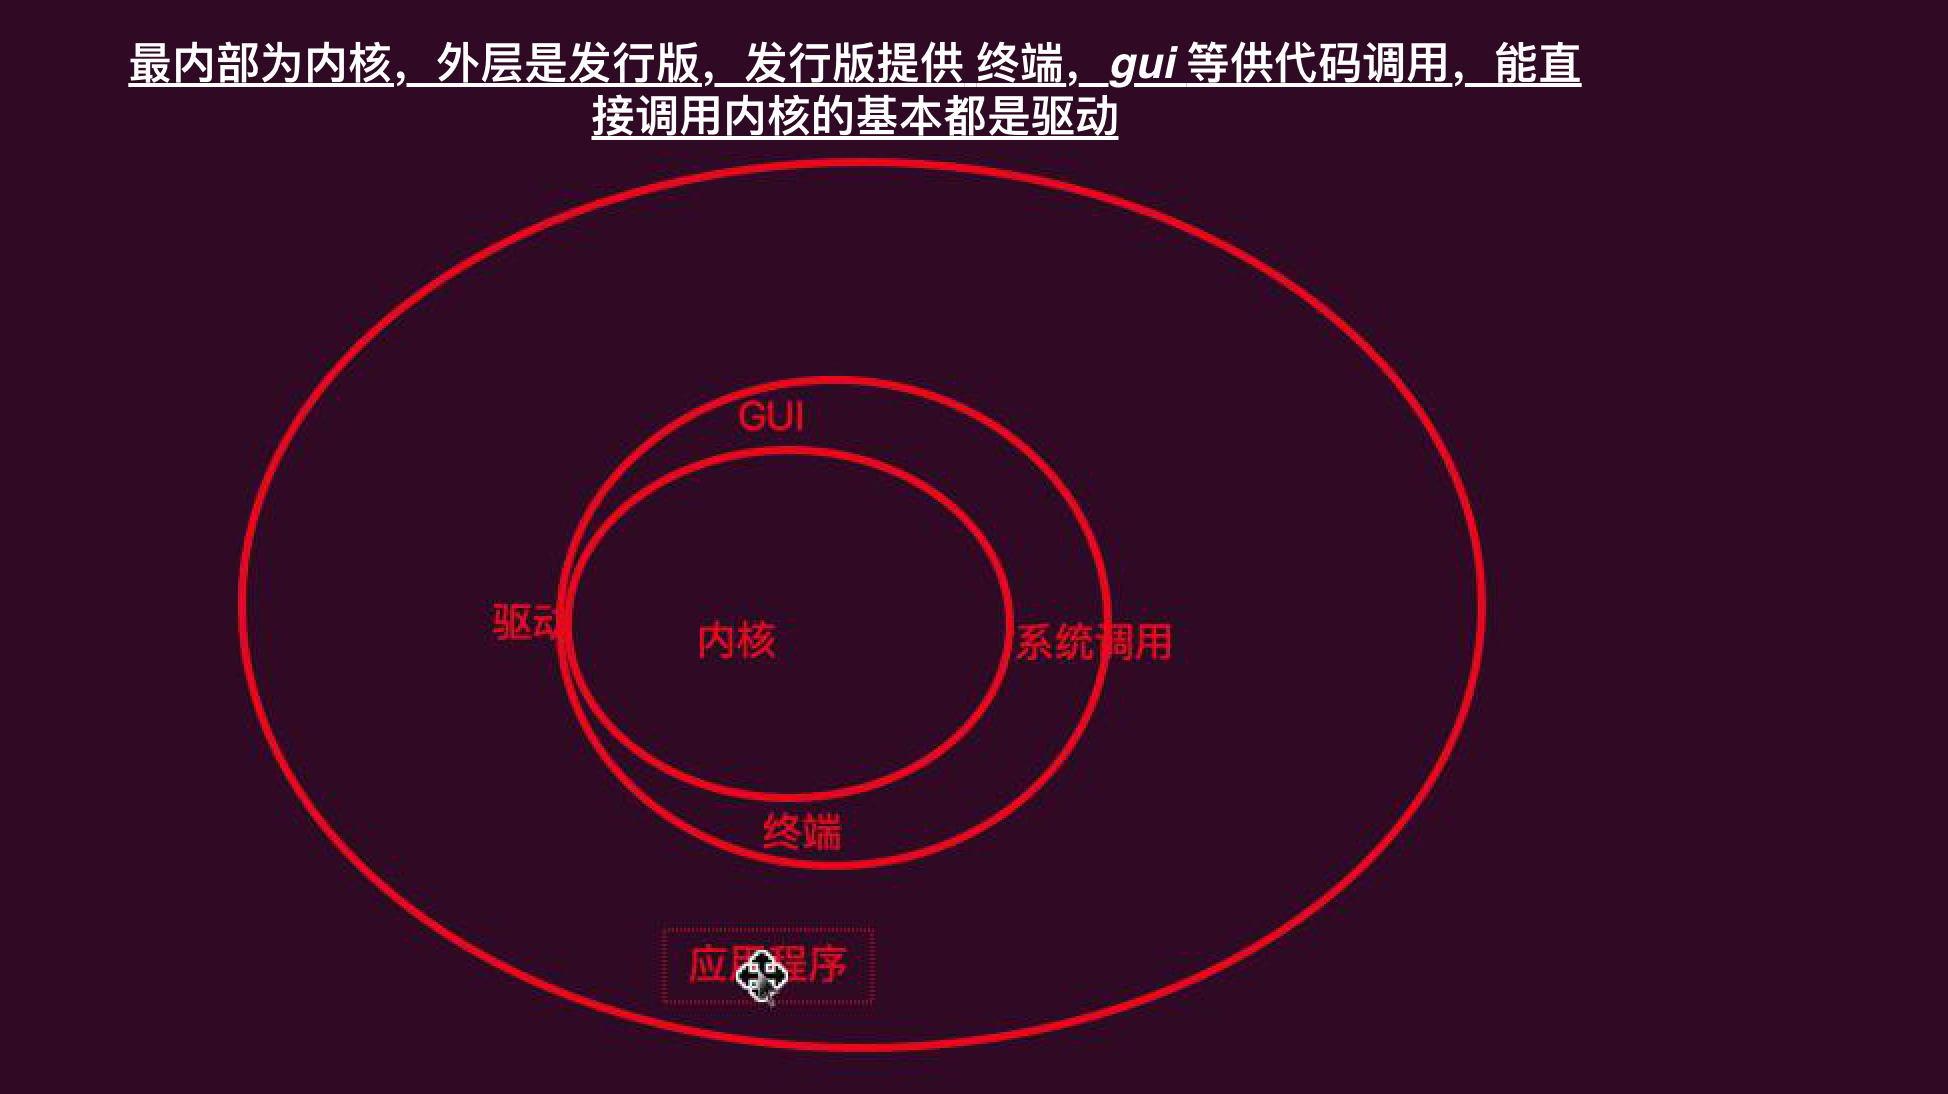 最内部为内核，外层是发行版，发行版提供 终端，gui 等供代码调用，能直
接调用内核的基本都是驱动
GUI
驱动
内核
系统调用
终端
应用程序